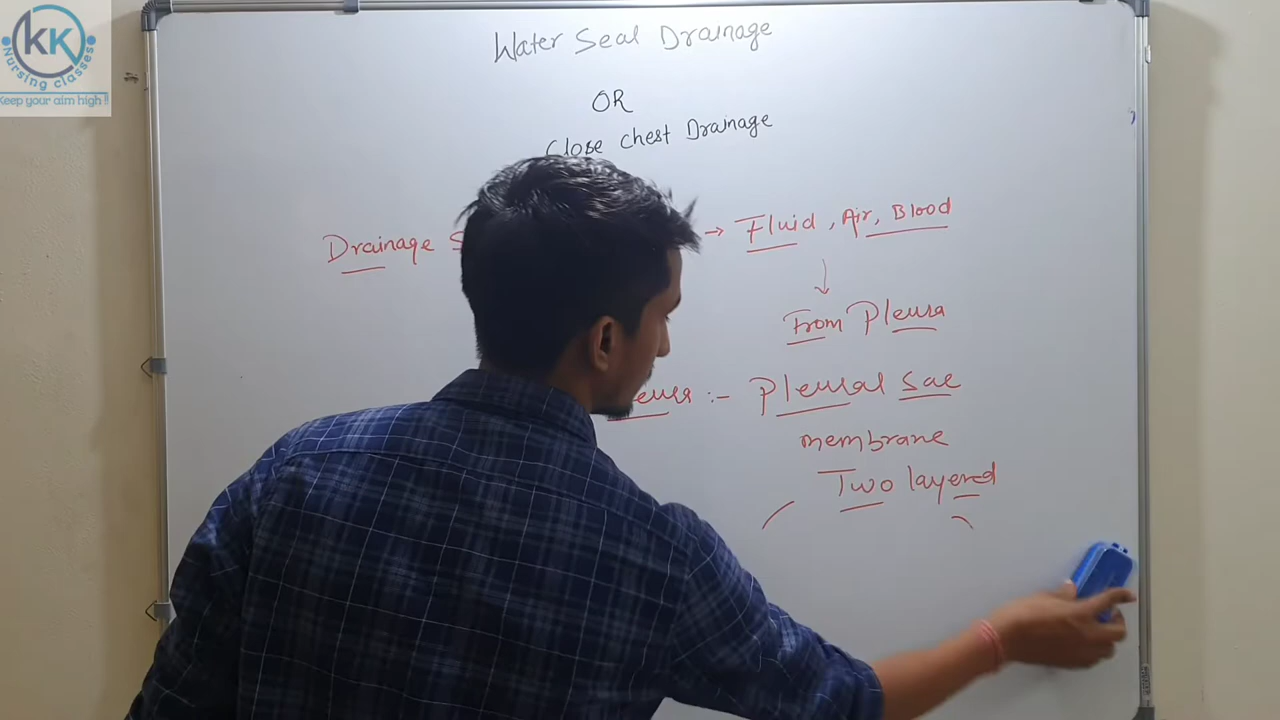 KK
Nursing classes
Keep your aim high !!
Water Seal Drainage
OR
Close Chest Drainage
Drainage → Fluid, Air, Blood
↓
From Pleura
:- Pleural Sac
membrane
Two layered